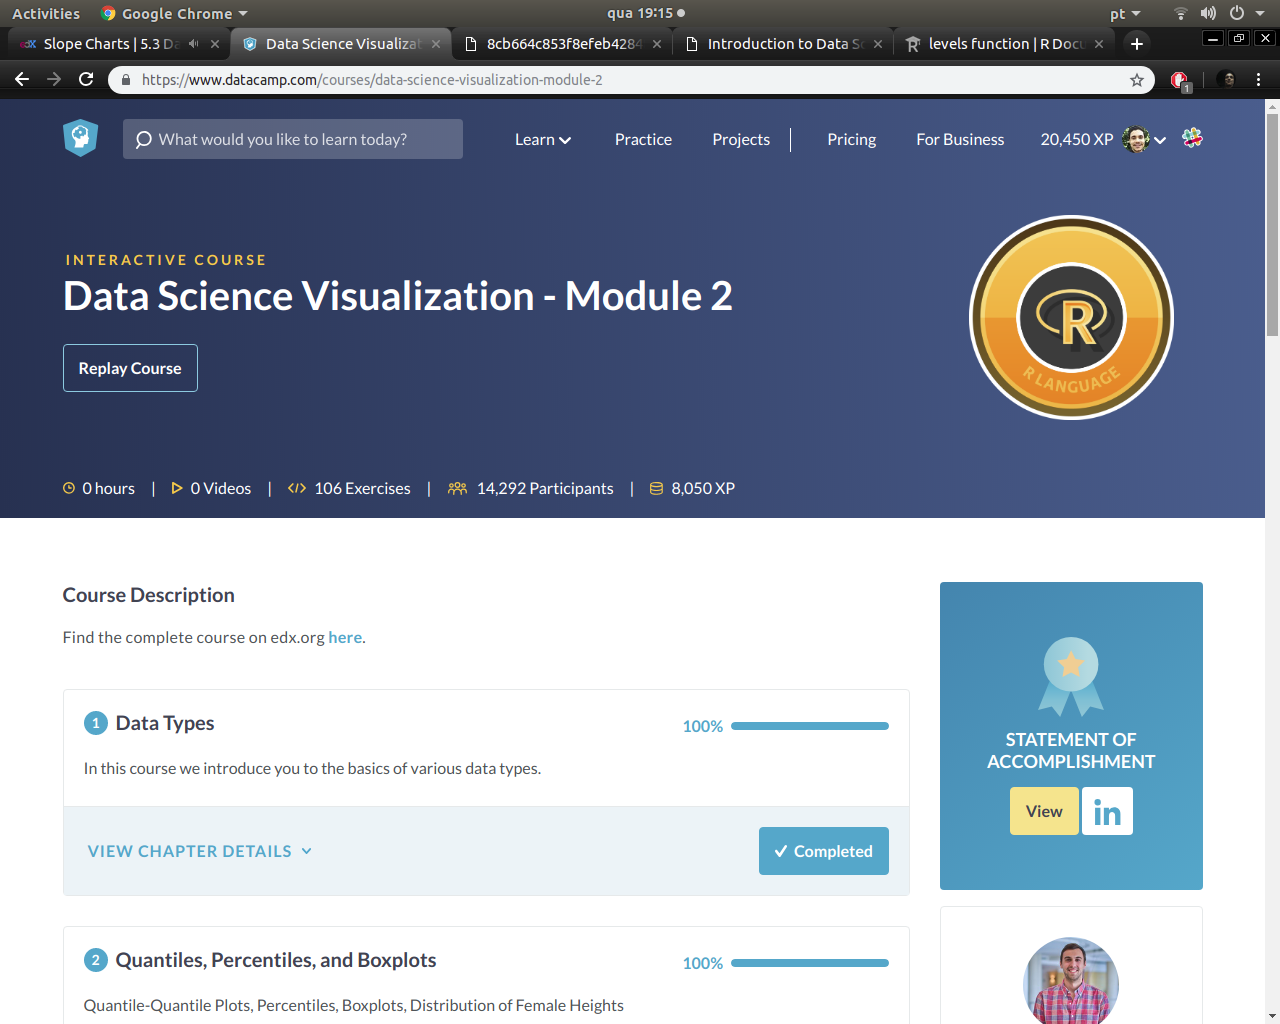 Activities Google Chrome qua 19:15 pt
Slope Charts | 5.3 Da Data Science Visualizat 8cb664c853f8efeb4284 Introduction to Data Sc levels function | R Docu
https://www.datacamp.com/courses/data-science-visualization-module-2 1
What would you like to learn today? Learn Practice Projects Pricing For Business 20,450 XP
INTERACTIVE COURSE
Data Science Visualization - Module 2
Replay Course
R
R LANGUAGE
0 hours | 0 Videos | 106 Exercises | 14,292 Participants | 8,050 XP
Course Description
Find the complete course on edx.org here.
1 Data Types 100%
In this course we introduce you to the basics of various data types.
VIEW CHAPTER DETAILS Completed
2 Quantiles, Percentiles, and Boxplots 100%
Quantile-Quantile Plots, Percentiles, Boxplots, Distribution of Female Heights
STATEMENT OF
ACCOMPLISHMENT
View in